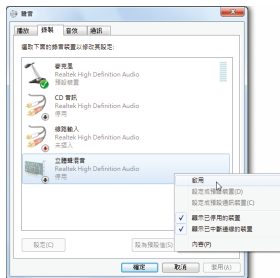 聲音
播放 錄製 音效 通訊
選取下面的錄音裝置以修改其設定:
麥克風
Realtek High Definition Audio
預設裝置
CD 音訊
Realtek High Definition Audio
停用
線路輸入
Realtek High Definition Audio
未插入
立體聲混音
Realtek High Definition Audio
停用
啟用
設定成預設裝置(D)
設定成預設通訊裝置(C)
顯示已停用的裝置
顯示已中斷連線的裝置
內容(P)
設定(C) 設為預設值(S)
確定 取消 套用(A)